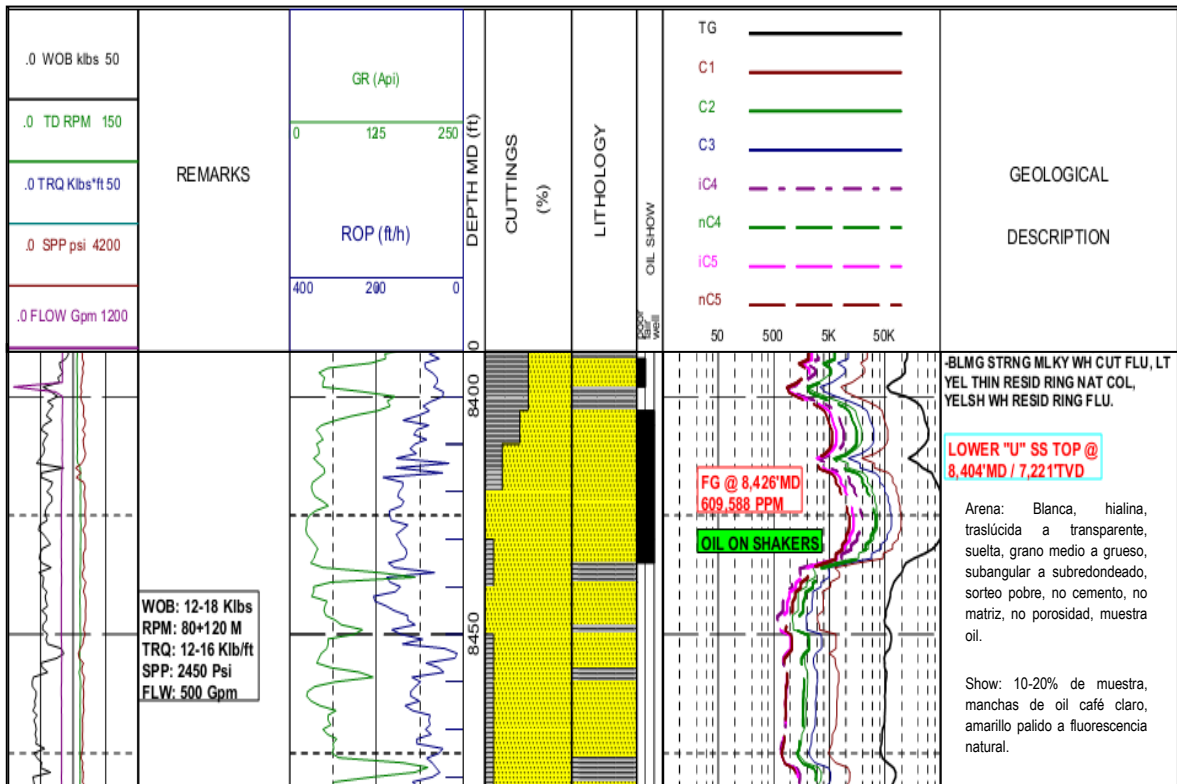 .0 WOB klbs 50
.0 TD RPM 150
.0 TRQ Klbs*ft 50
.0 SPP psi 4200
.0 FLOW Gpm 1200
REMARKS
GR (Api)
0 125 250
ROP (ft/h)
400 200 0
DEPTH MD (ft)
CUTTINGS
(%)
LITHOLOGY
OIL SHOW
poor
fair
well
TG
C1
C2
C3
iC4
nC4
iC5
nC5
50 500 5K 50K
GEOLOGICAL
DESCRIPTION
0
8400
8450
WOB: 12-18 Klbs
RPM: 80+120 M
TRQ: 12-16 Klb/ft
SPP: 2450 Psi
FLW: 500 Gpm
FG @ 8,426'MD
609.588 PPM
OIL ON SHAKERS
-BLMG STRNG MLKY WH CUT FLU, LT
YEL THIN RESID RING NAT COL,
YELSH WH RESID RING FLU.
LOWER "U" SS TOP @
8,404'MD / 7,221'TVD
Arena: Blanca, hialina,
traslúcida a transparente,
suelta, grano medio a grueso,
subangular a subredondeado,
sorteo pobre, no cemento, no
matriz, no porosidad, muestra
oil.
Show: 10-20% de muestra,
manchas de oil café claro,
amarillo palido a fluorescencia
natural.